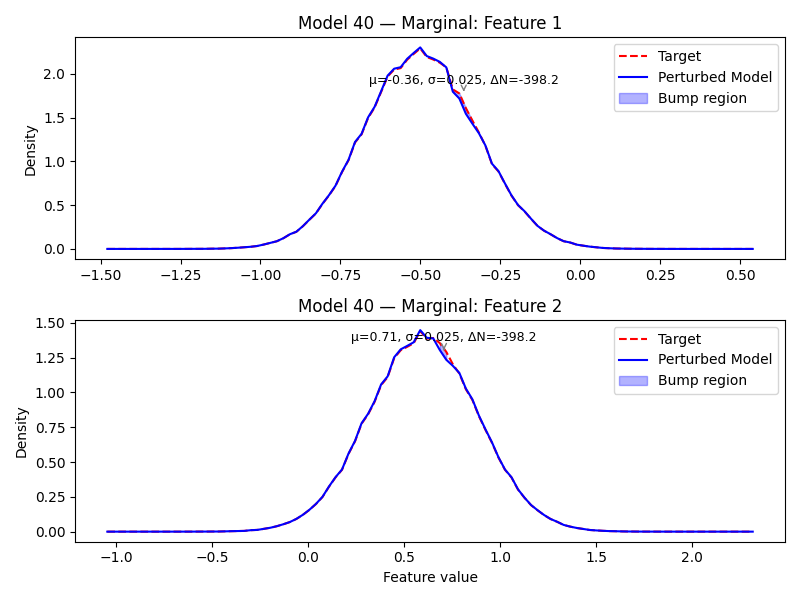 Model 40 — Marginal: Feature 1
Density
2.0
1.5
1.0
0.5
0.0
μ=-0.36, σ=0.025, ΔN=-398.2
Target
Perturbed Model
Bump region
−1.50 −1.25 −1.00 −0.75 −0.50 −0.25 0.00 0.25 0.50
Model 40 — Marginal: Feature 2
Density
1.50
1.25
1.00
0.75
0.50
0.25
0.00
μ=0.71, σ=0.025, ΔN=-398.2
Target
Perturbed Model
Bump region
−1.0 −0.5 0.0 0.5 1.0 1.5 2.0
Feature value